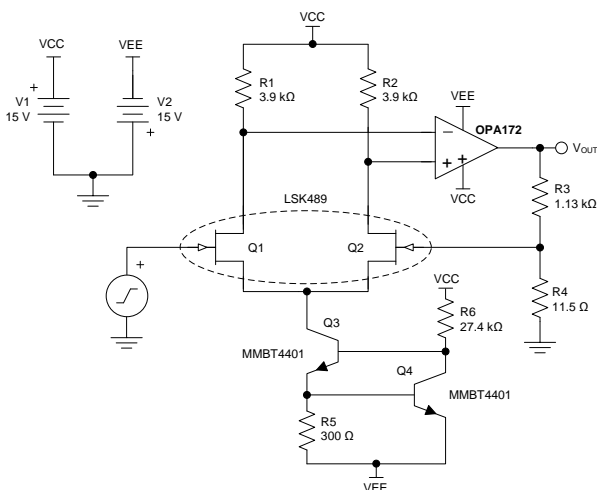 VCC
VCC
VEE
+
V1
15 V
V2
15 V
+
R1
3.9 kΩ
R2
3.9 kΩ
VEE
OPA172
−
+
+
VCC
VOUT
R3
1.13 kΩ
LSK489
Q1
Q2
+
R4
11.5 Ω
VCC
R6
27.4 kΩ
Q3
MMBT4401
Q4
MMBT4401
R5
300 Ω
VEE